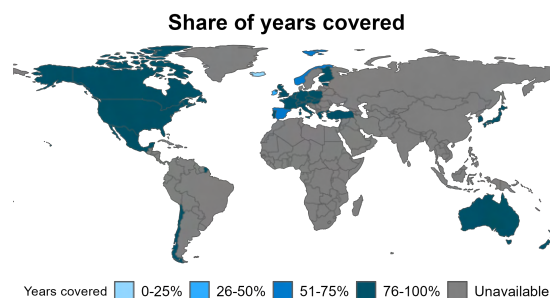 Share of years covered
Years covered 0-25% 26-50% 51-75% 76-100% Unavailable